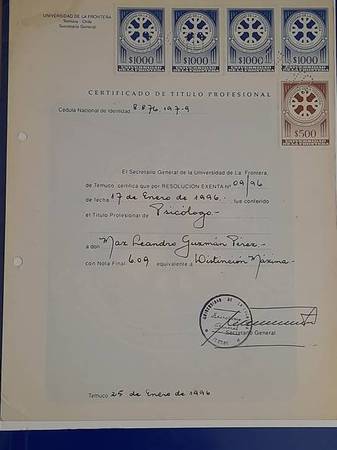 UNIVERSIDAD DE LA FRONTERA
Temuco - Chile
Secretaría General
$1000 $1000 $1000 $1000
$500
CERTIFICADO DE TITULO PROFESIONAL
Cédula Nacional de Identidad 8.876.197-9
El Secretario General de la Universidad de La Frontera,
de Temuco certifica que por RESOLUCION EXENTA Nº 09/96
de fecha 17 de Enero de 1996. fue conferido
el Título Profesional de Psicólogo
a don Max Leandro Guzmán Pérez
con Nota Final 6.09 equivalente a Distinción Máxima
UNIVERSIDAD DE LA
Secretario General
Temuco 25 de Enero de 1996